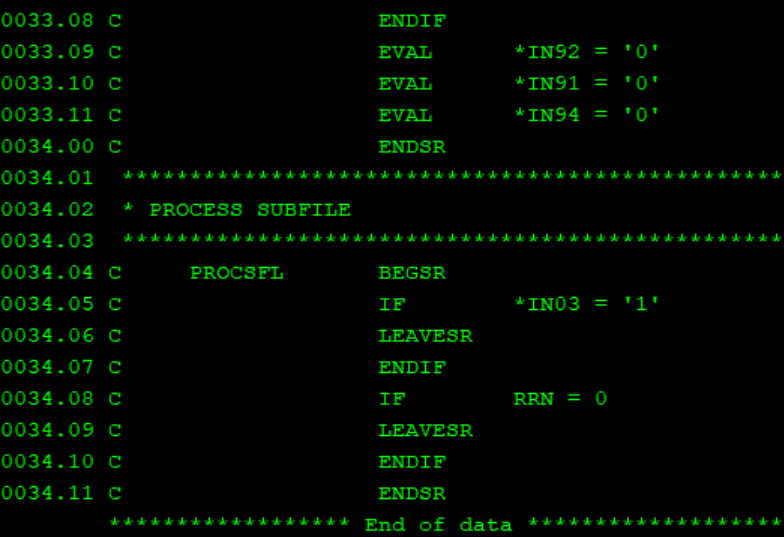 0033.08 C                   ENDIF
0033.09 C                   EVAL      *IN92 = '0'
0033.10 C                   EVAL      *IN91 = '0'
0033.11 C                   EVAL      *IN94 = '0'
0034.00 C                   ENDSR
0034.01  *************************************************
0034.02  * PROCESS SUBFILE
0034.03  *************************************************
0034.04 C     PROCSFL       BEGSR
0034.05 C                   IF        *IN03 = '1'
0034.06 C                   LEAVESR
0034.07 C                   ENDIF
0034.08 C                   IF        RRN = 0
0034.09 C                   LEAVESR
0034.10 C                   ENDIF
0034.11 C                   ENDSR
        ****************** End of data *******************